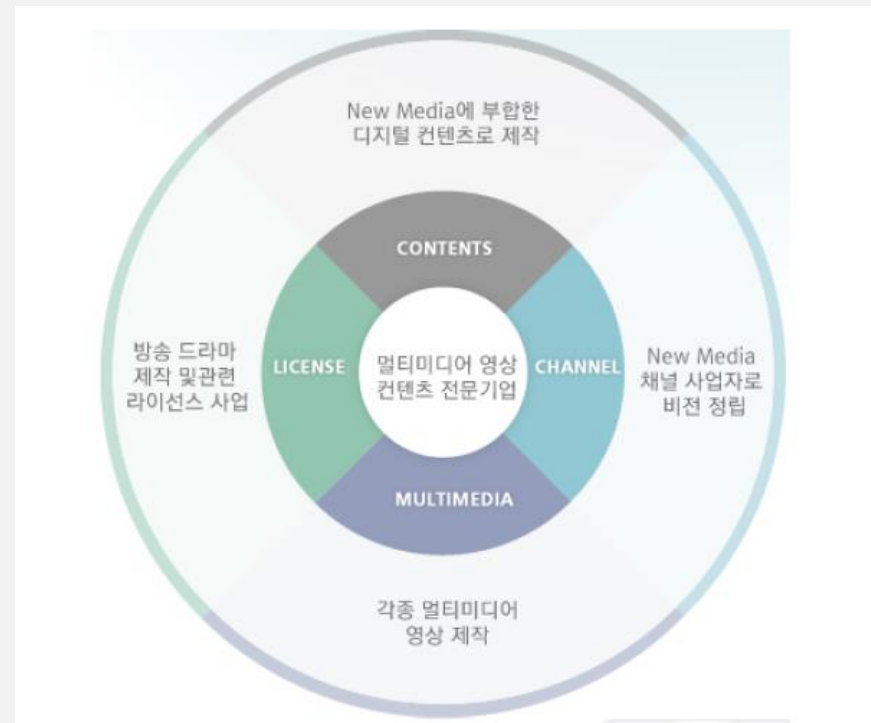 New Media에 부합한
디지털 컨텐츠로 제작
CONTENTS
방송 드라마
제작 및관련
라이선스 사업
LICENSE
멀티미디어 영상
컨텐츠 전문기업
CHANNEL
New Media
채널 사업자로
비전 정립
MULTIMEDIA
각종 멀티미디어
영상 제작